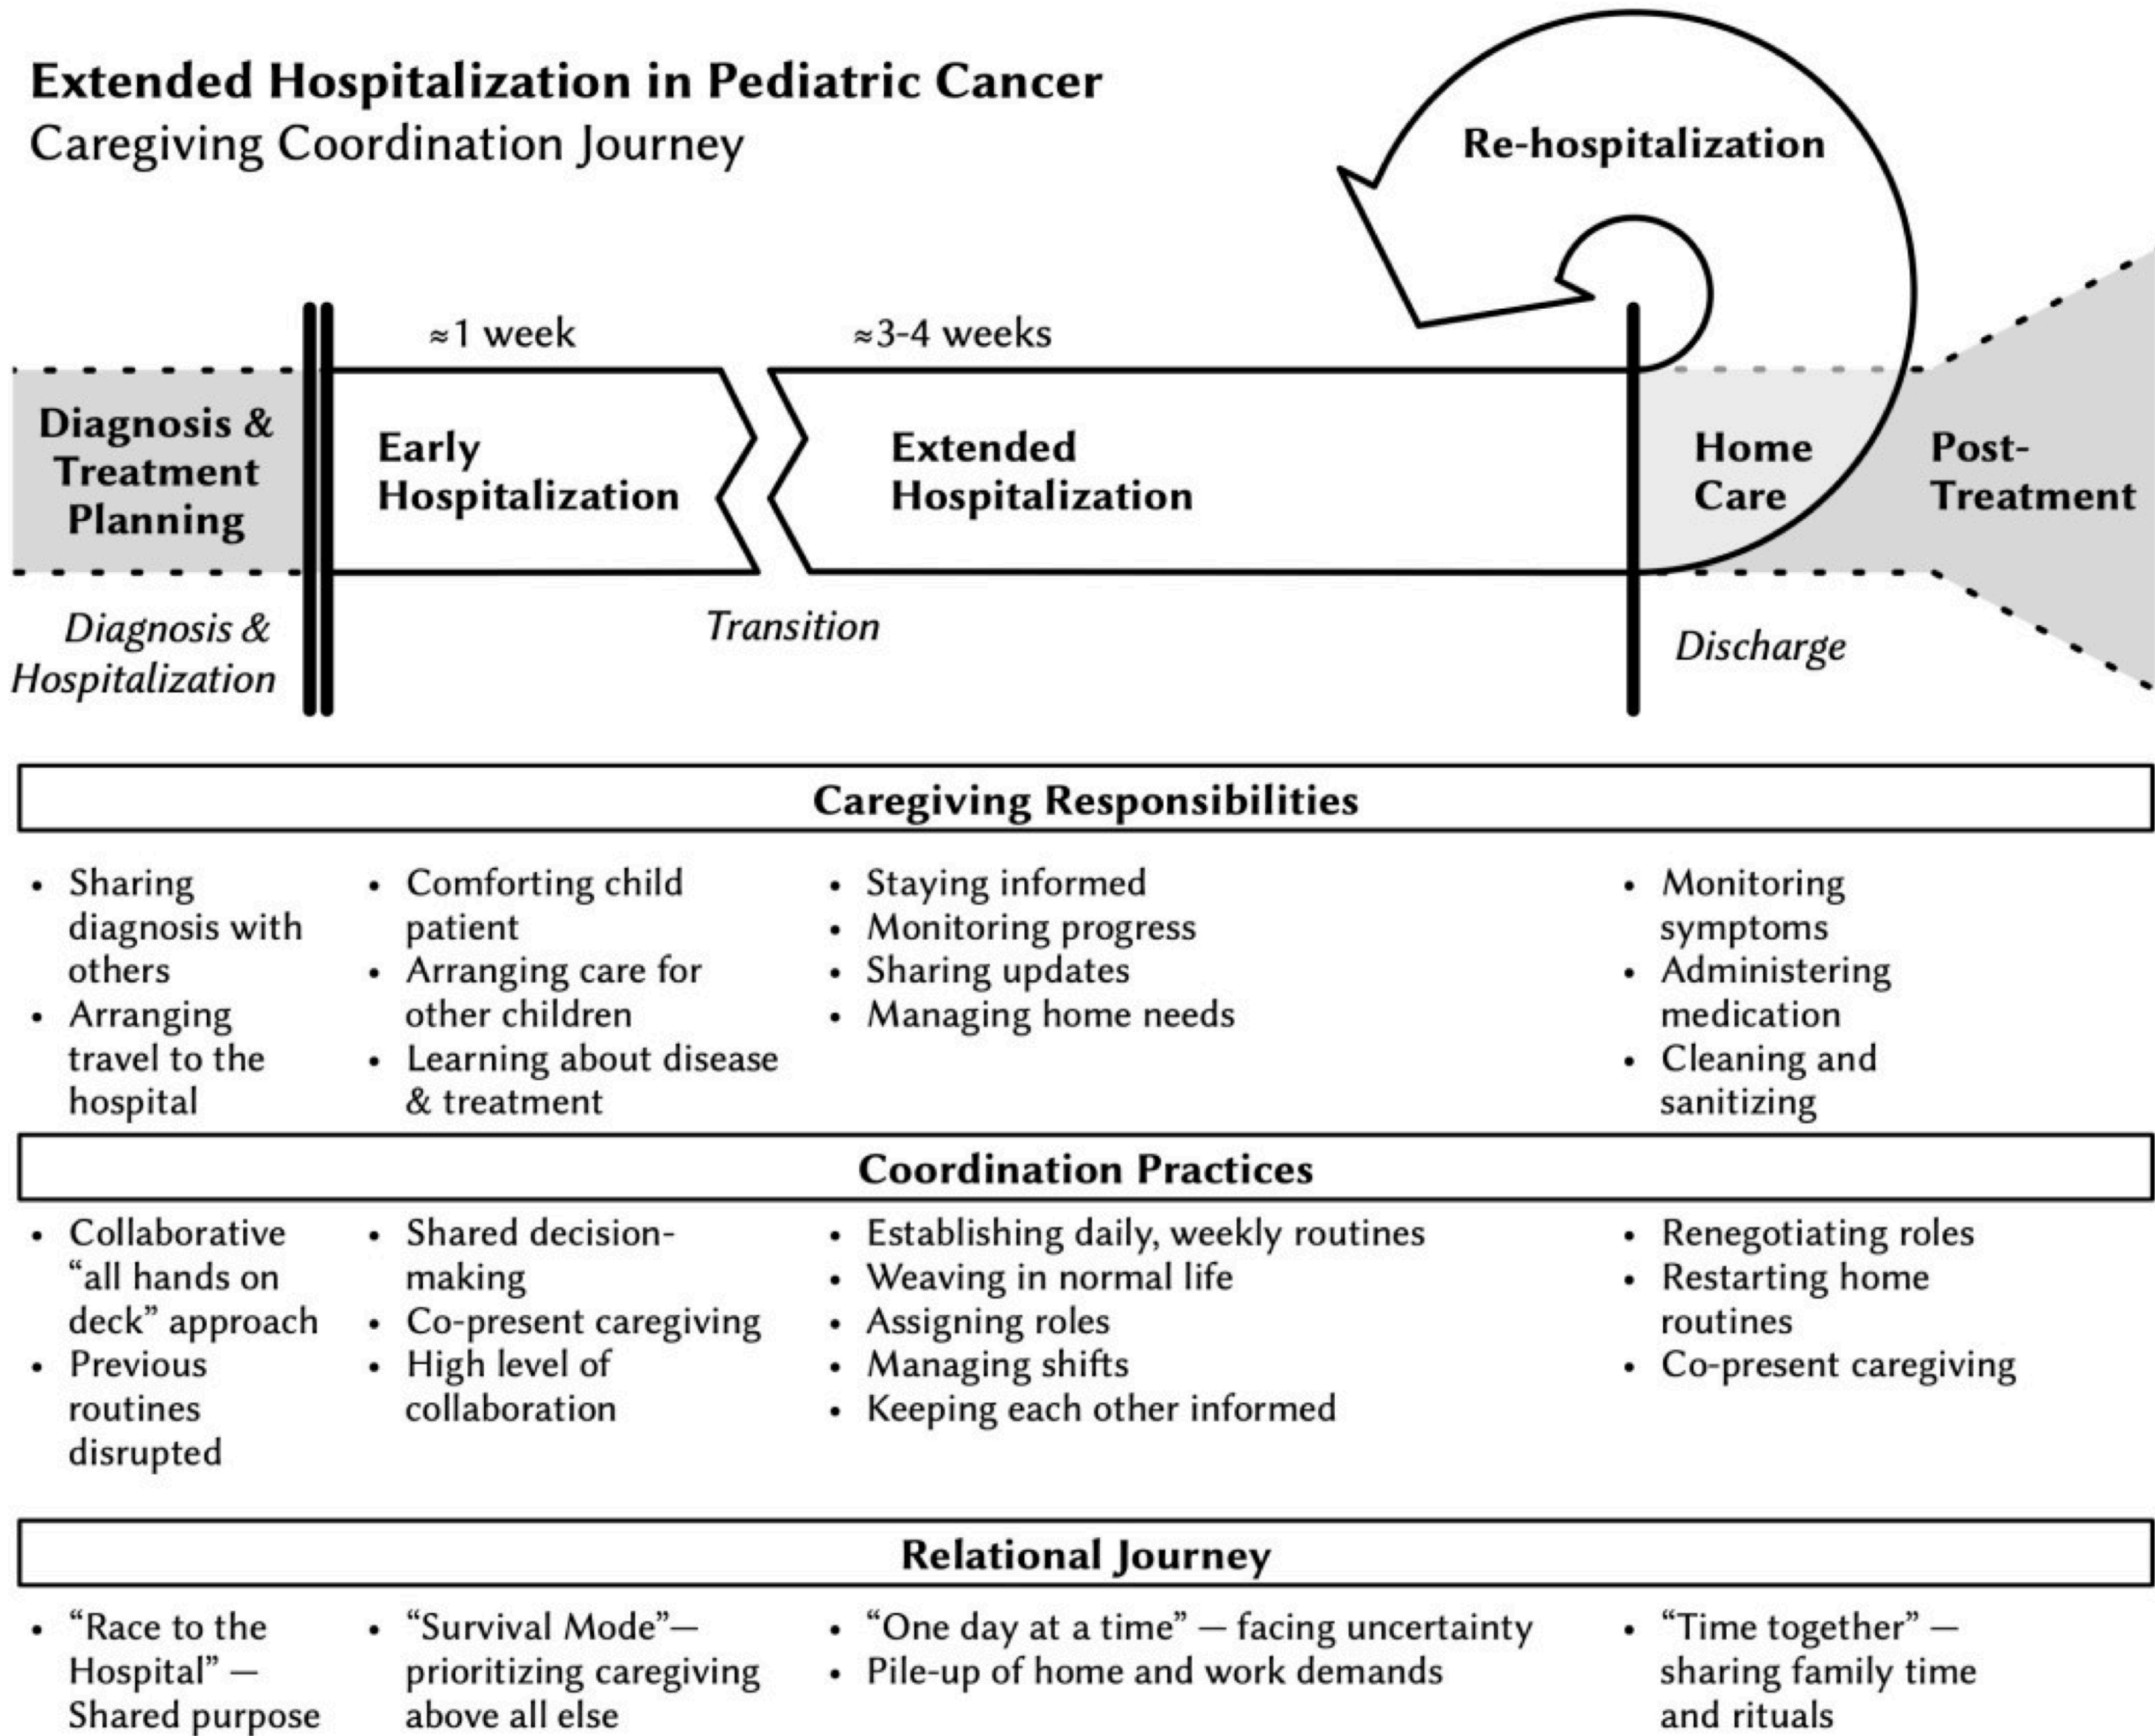 Extended Hospitalization in Pediatric Cancer
Caregiving Coordination Journey
Re-hospitalization
≈1 week
≈3-4 weeks
Diagnosis &
Treatment
Planning
Early
Hospitalization
Extended
Hospitalization
Home
Care
Post-
Treatment
Diagnosis &
Hospitalization
Transition
Discharge
Caregiving Responsibilities
• Sharing
diagnosis with
others
• Arranging
travel to the
hospital
• Comforting child
patient
• Arranging care for
other children
• Learning about disease
& treatment
• Staying informed
• Monitoring progress
• Sharing updates
• Managing home needs
• Monitoring
symptoms
• Administering
medication
• Cleaning and
sanitizing
Coordination Practices
• Collaborative
“all hands on
deck” approach
• Previous
routines
disrupted
• Shared decision-
making
• Co-present caregiving
• High level of
collaboration
• Establishing daily, weekly routines
• Weaving in normal life
• Assigning roles
• Managing shifts
• Keeping each other informed
• Renegotiating roles
• Restarting home
routines
• Co-present caregiving
Relational Journey
• “Race to the
Hospital” —
Shared purpose
• “Survival Mode”—
prioritizing caregiving
above all else
• “One day at a time” — facing uncertainty
• Pile-up of home and work demands
• “Time together” —
sharing family time
and rituals